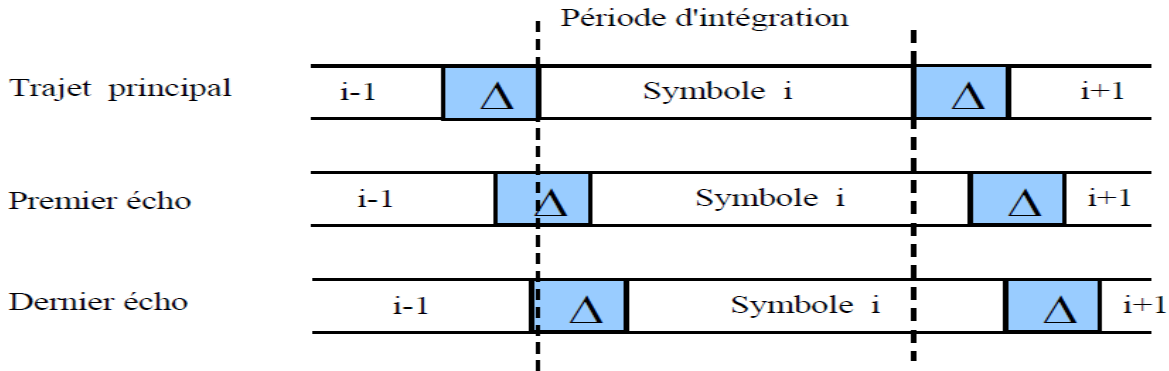 Période d'intégration
Trajet principal i-1 Δ Symbole i Δ i+1
Premier écho i-1 Δ Symbole i Δ i+1
Dernier écho i-1 Δ Symbole i Δ i+1